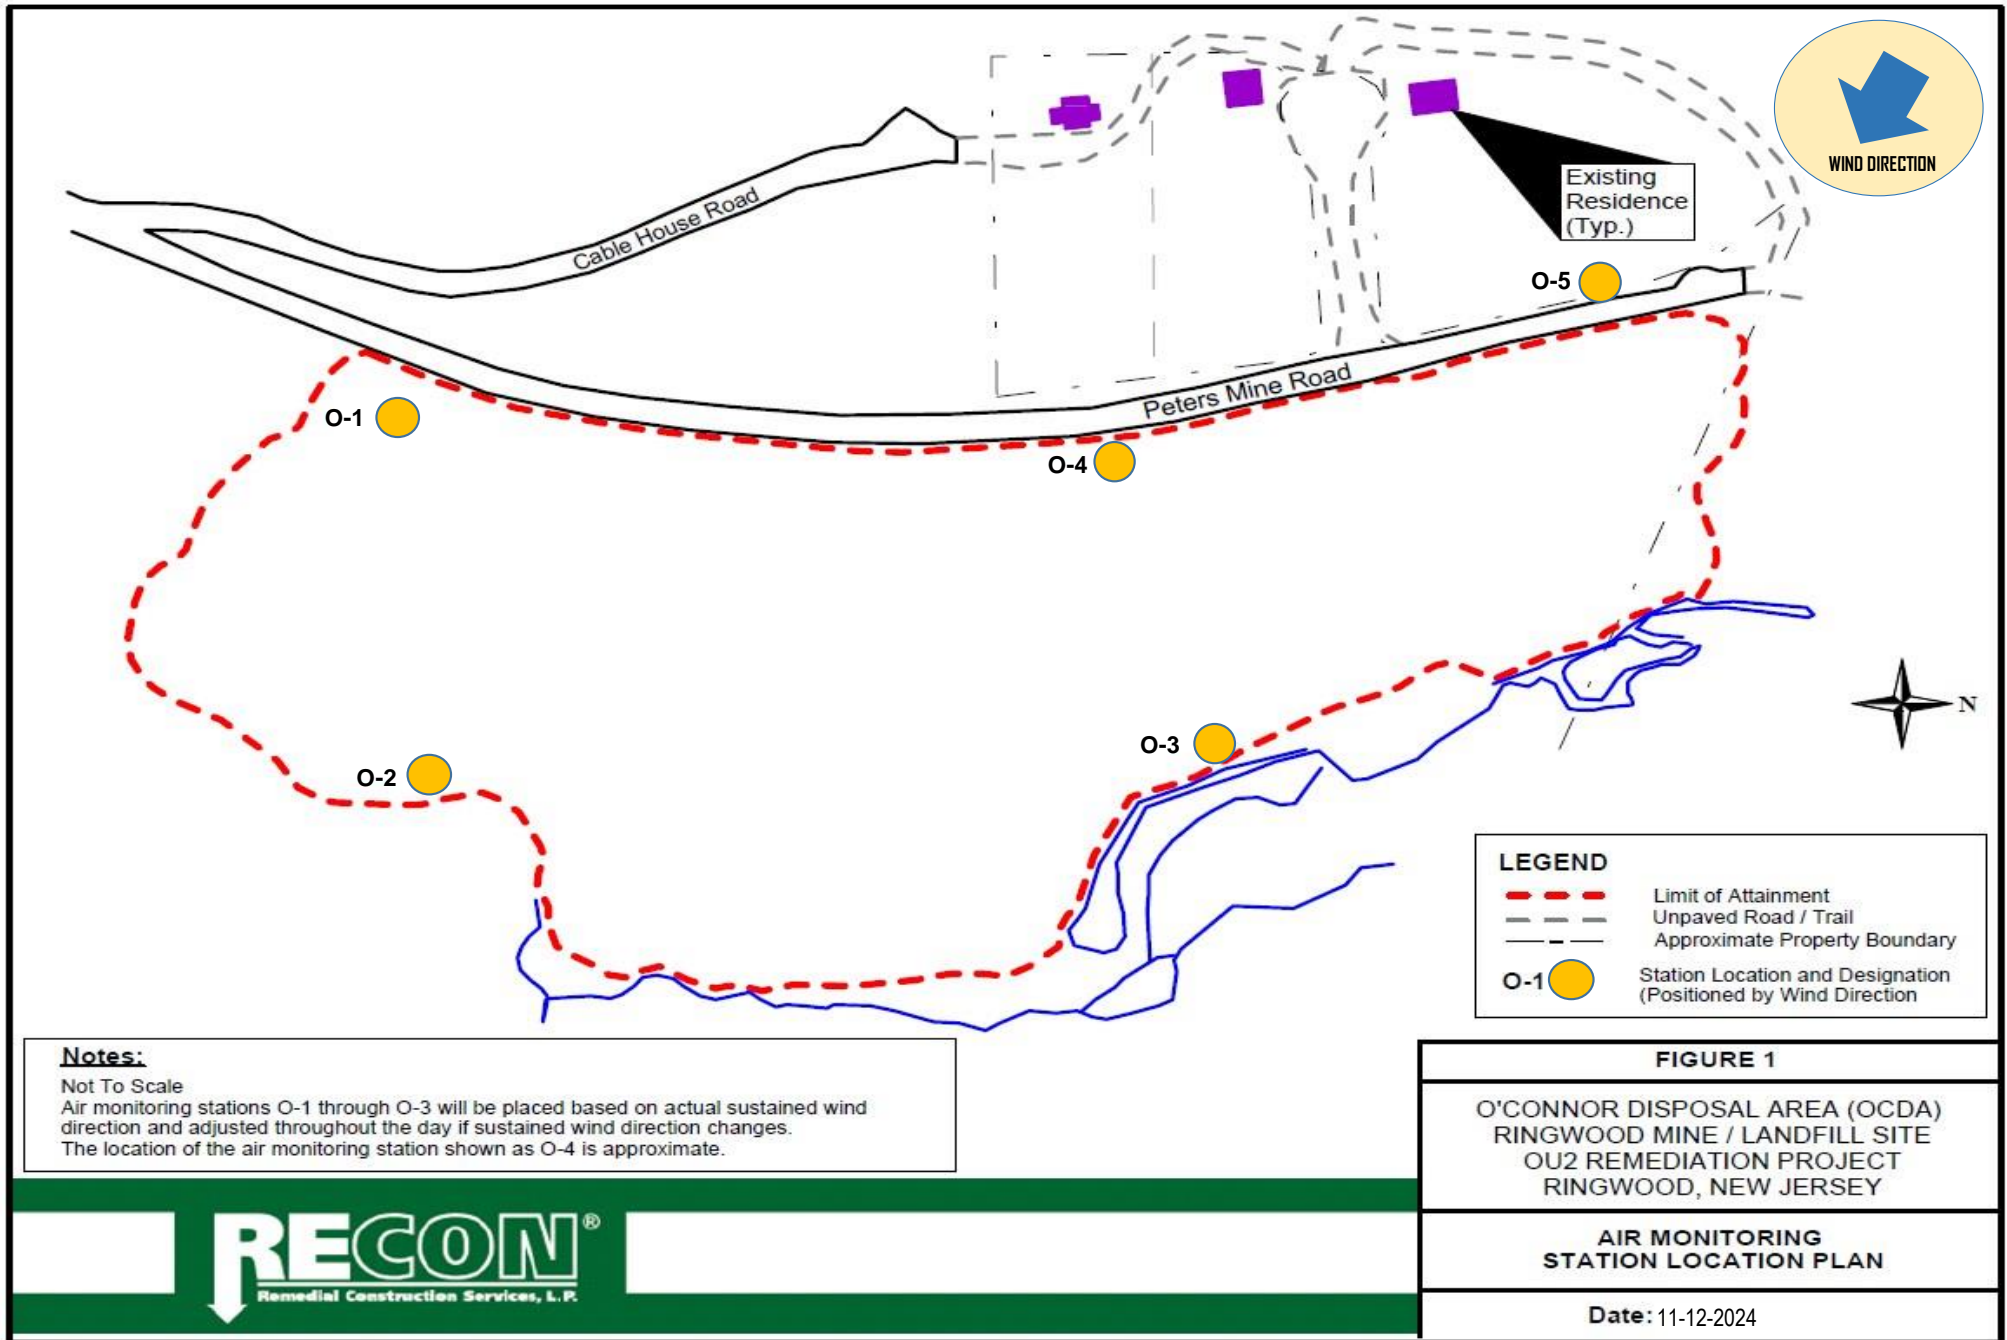 WIND DIRECTION
Existing
Residence
(Typ.)
Cable House Road
O-5
Peters Mine Road
O-1
O-4
N
O-3
O-2
LEGEND
Limit of Attainment
Unpaved Road / Trail
Approximate Property Boundary
O-1
Station Location and Designation
(Positioned by Wind Direction
Notes:
Not To Scale
Air monitoring stations O-1 through O-3 will be placed based on actual sustained wind
direction and adjusted throughout the day if sustained wind direction changes.
The location of the air monitoring station shown as O-4 is approximate.
FIGURE 1
O'CONNOR DISPOSAL AREA (OCDA)
RINGWOOD MINE / LANDFILL SITE
OU2 REMEDIATION PROJECT
RINGWOOD, NEW JERSEY
AIR MONITORING
STATION LOCATION PLAN
Date: 11-12-2024
RECON®
Remedial Construction Services, L.P.